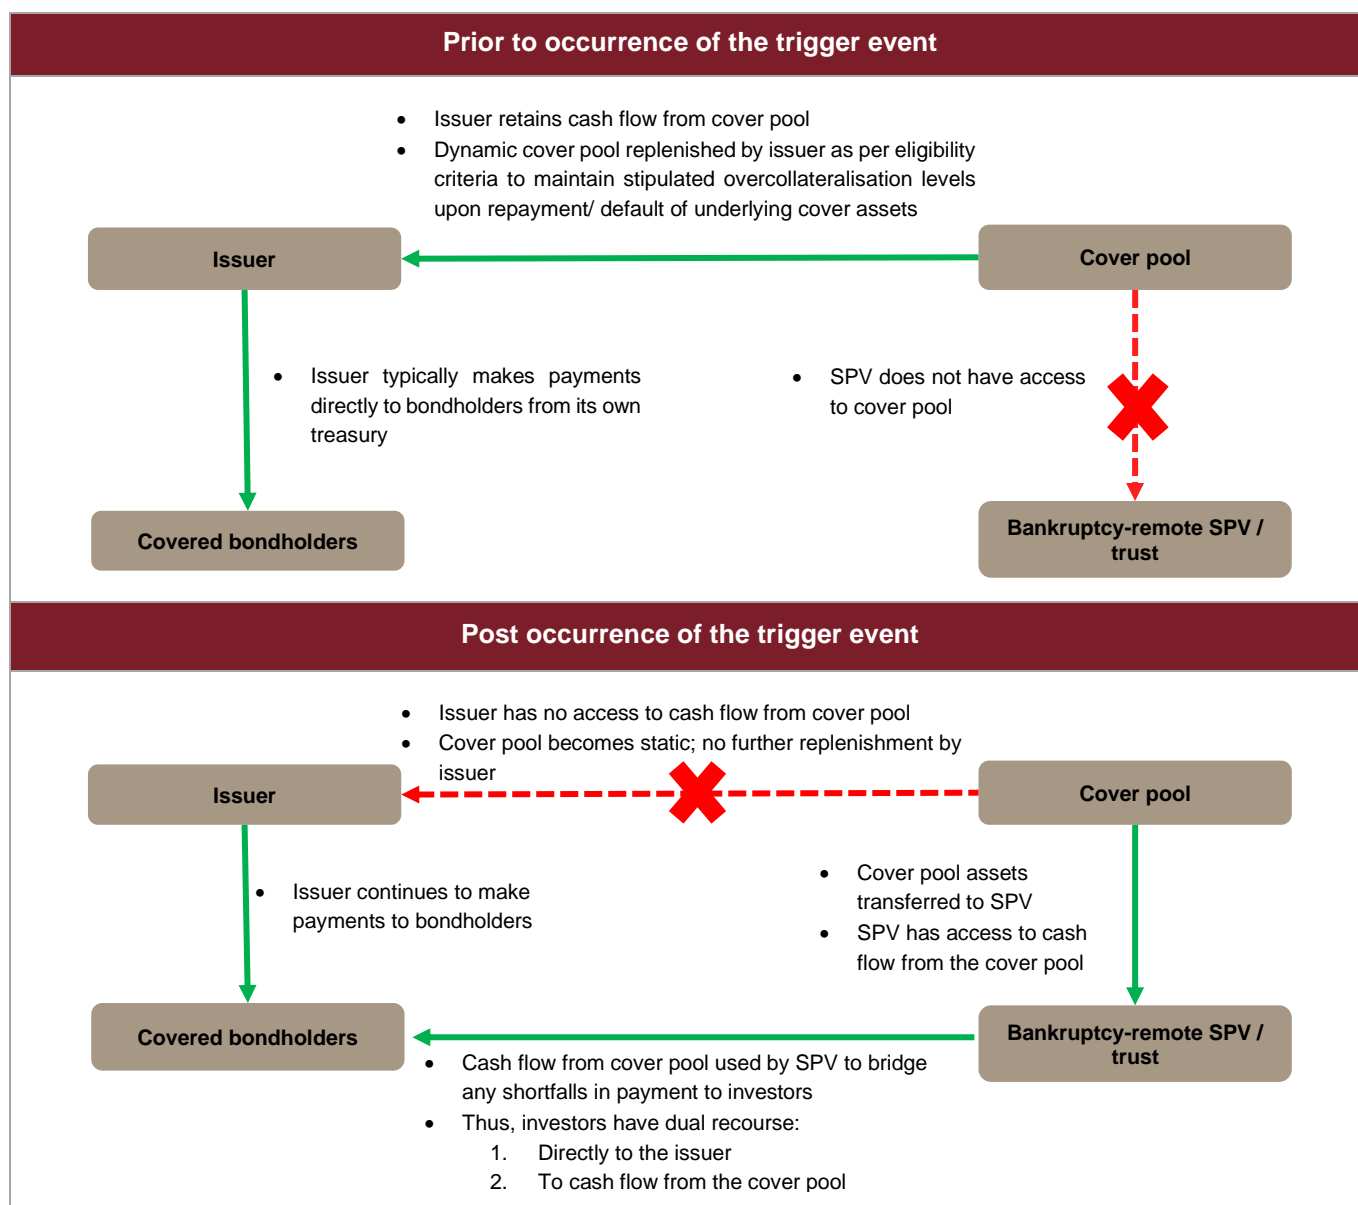 Prior to occurrence of the trigger event
• Issuer retains cash flow from cover pool
• Dynamic cover pool replenished by issuer as per eligibility
criteria to maintain stipulated overcollateralisation levels
upon repayment/ default of underlying cover assets
Issuer
Cover pool
• Issuer typically makes payments
directly to bondholders from its own
treasury
• SPV does not have access
to cover pool
Covered bondholders
Bankruptcy-remote SPV /
trust
Post occurrence of the trigger event
• Issuer has no access to cash flow from cover pool
• Cover pool becomes static; no further replenishment by
issuer
Issuer
Cover pool
• Issuer continues to make
payments to bondholders
• Cover pool assets
transferred to SPV
• SPV has access to cash
flow from the cover pool
Covered bondholders
Bankruptcy-remote SPV /
trust
• Cash flow from cover pool used by SPV to bridge
any shortfalls in payment to investors
• Thus, investors have dual recourse:
1. Directly to the issuer
2. To cash flow from the cover pool